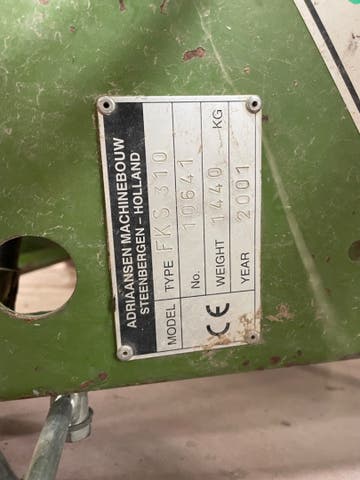 ADRIAANSEN MACHINEBOUW
STEENBERGEN - HOLLAND
MODEL TYPE FKS 310
No. 10641
WEIGHT 1440 KG
YEAR 2001
CE